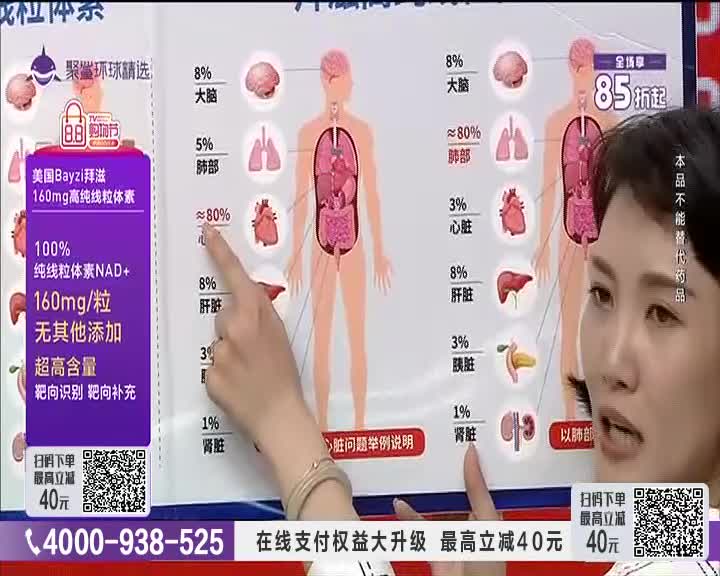 线粒体素
聚鲨环球精选
88
TV
购物节
美国Bayzi拜滋
160mg高纯线粒体素
100%
纯线粒体素NAD+
160mg/粒
无其他添加
超高含量
靶向识别 靶向补充
扫码下单
最高立减
40元
8%
大脑
5%
肺部
≈80%
心
8%
肝脏
3%
1%
肾脏
心脏问题举例说明
8%
大脑
≈80%
肺部
3%
心脏
8%
肝脏
3%
胰脏
1%
肾脏
以肺部
全场享
85折起
本品不能替代药品
扫码下单
最高立减
40元
4000-938-525
在线支付权益大升级 最高立减40元